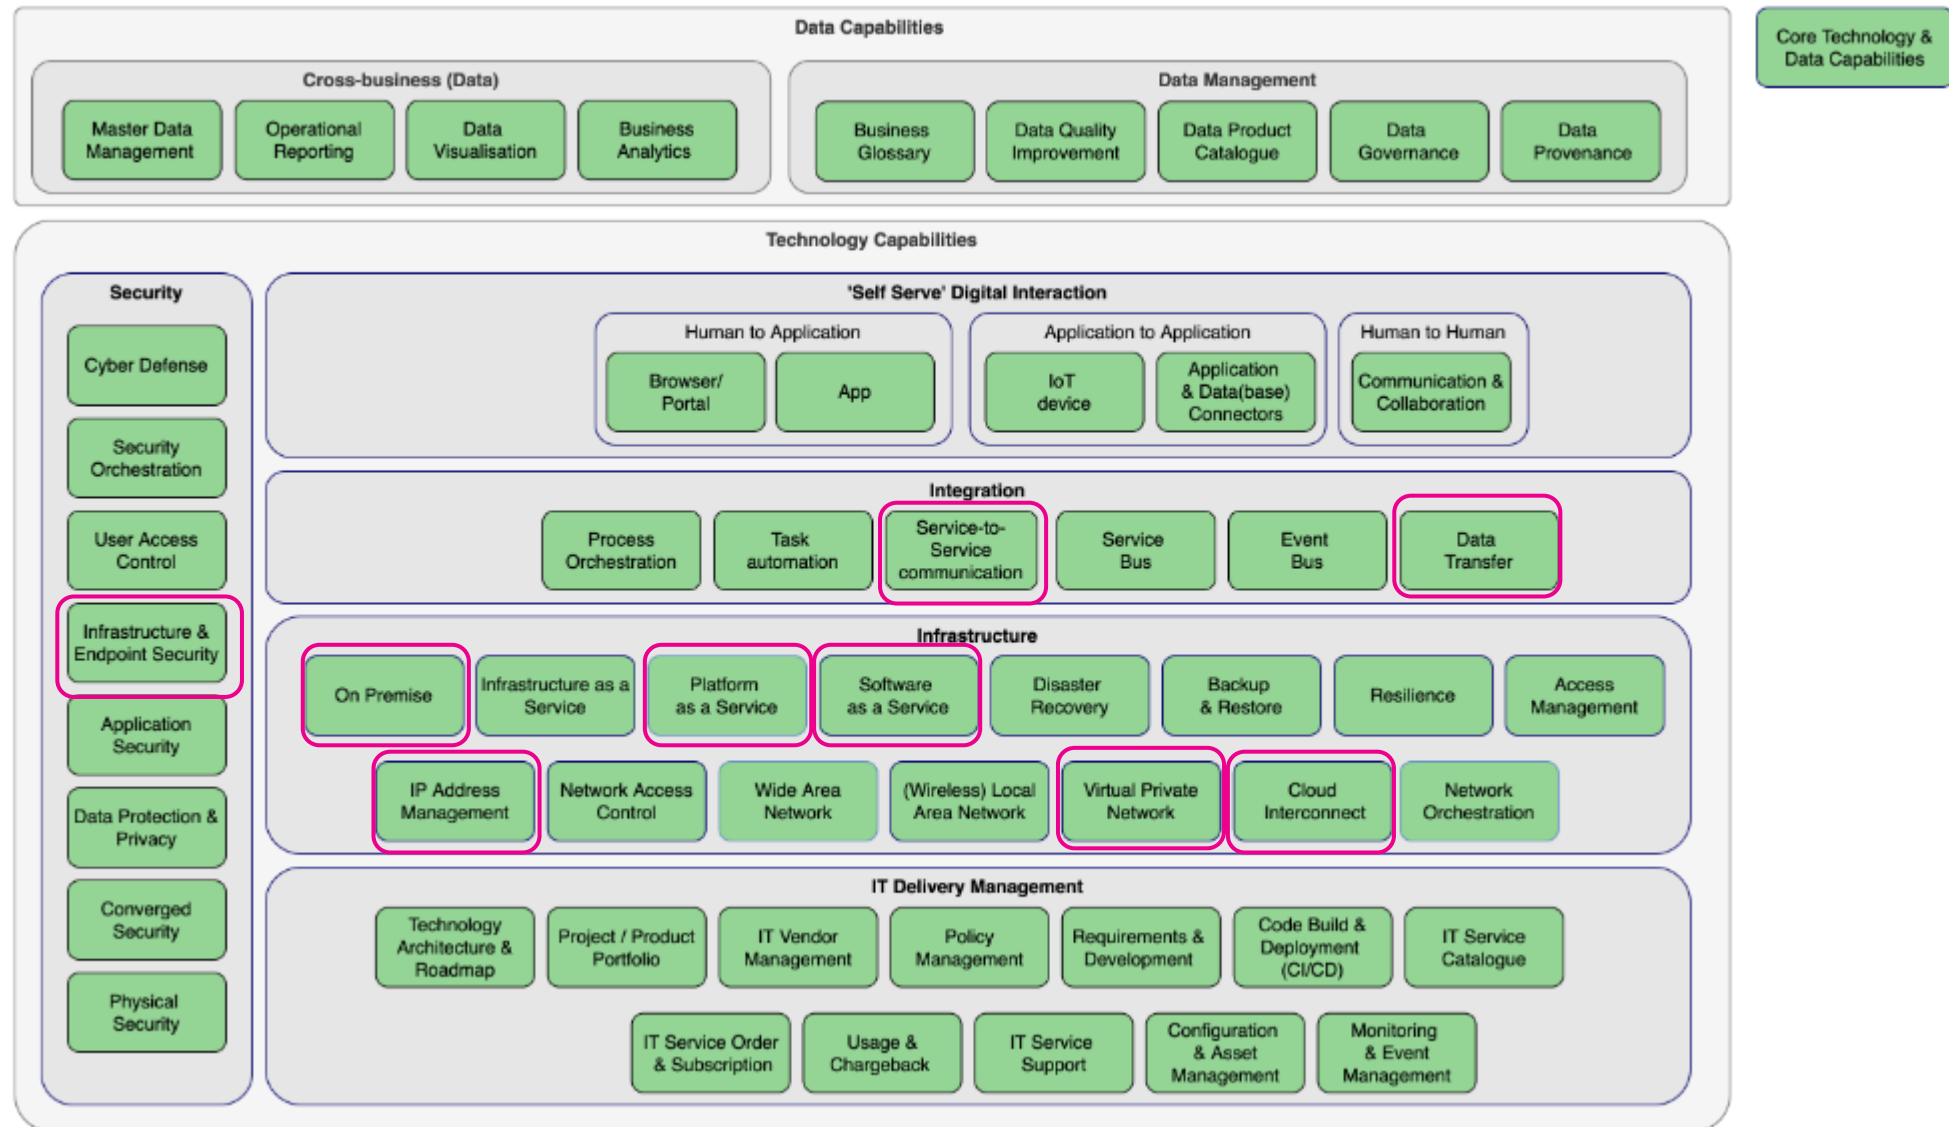 Data Capabilities
Core Technology &
Data Capabilities
Cross-business (Data)
Master Data
Management
Operational
Reporting
Data
Visualisation
Business
Analytics
Data Management
Business
Glossary
Data Quality
Improvement
Data Product
Catalogue
Data
Governance
Data
Provenance
Technology Capabilities
Security
Cyber Defense
Security
Orchestration
User Access
Control
Infrastructure &
Endpoint Security
Application
Security
Data Protection &
Privacy
Converged
Security
Physical
Security
'Self Serve' Digital Interaction
Human to Application
Browser/
Portal
App
Application to Application
IoT
device
Application
& Data(base)
Connectors
Human to Human
Communication &
Collaboration
Integration
Process
Orchestration
Task
automation
Service-to-
Service
communication
Service
Bus
Event
Bus
Data
Transfer
Infrastructure
On Premise
Infrastructure as a
Service
Platform
as a Service
Software
as a Service
Disaster
Recovery
Backup
& Restore
Resilience
Access
Management
IP Address
Management
Network Access
Control
Wide Area
Network
(Wireless) Local
Area Network
Virtual Private
Network
Cloud
Interconnect
Network
Orchestration
IT Delivery Management
Technology
Architecture &
Roadmap
Project / Product
Portfolio
IT Vendor
Management
Policy
Management
Requirements &
Development
Code Build &
Deployment
(CI/CD)
IT Service
Catalogue
IT Service Order
& Subscription
Usage &
Chargeback
IT Service
Support
Configuration
& Asset
Management
Monitoring
& Event
Management